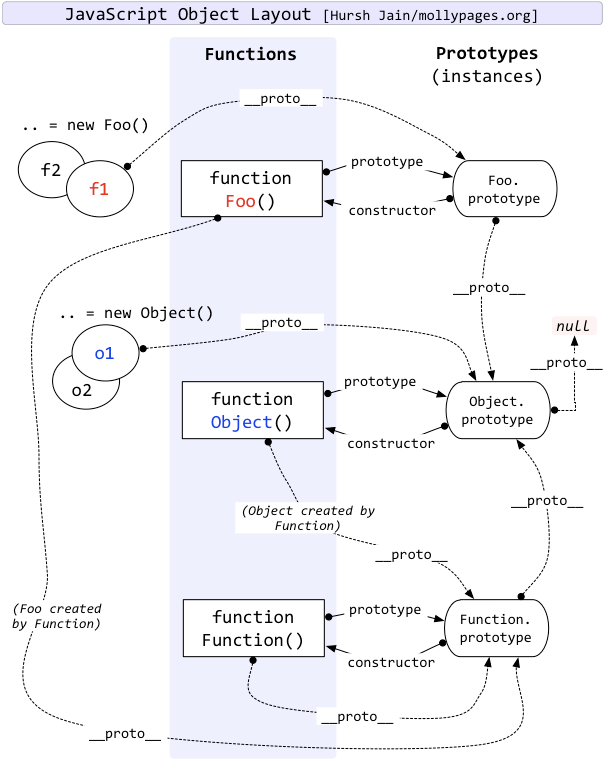 JavaScript Object Layout [Hursh Jain/mollypages.org]
Functions
Prototypes
(instances)
__proto__
.. = new Foo()
f2
f1
function
Foo()
prototype
constructor
Foo.
prototype
__proto__
.. = new Object()
o1
o2
__proto__
null
__proto__
function
Object()
prototype
constructor
Object.
prototype
(Object created by
Function)
__proto__
__proto__
(Foo created
by Function)
function
Function()
prototype
constructor
Function.
prototype
__proto__
__proto__